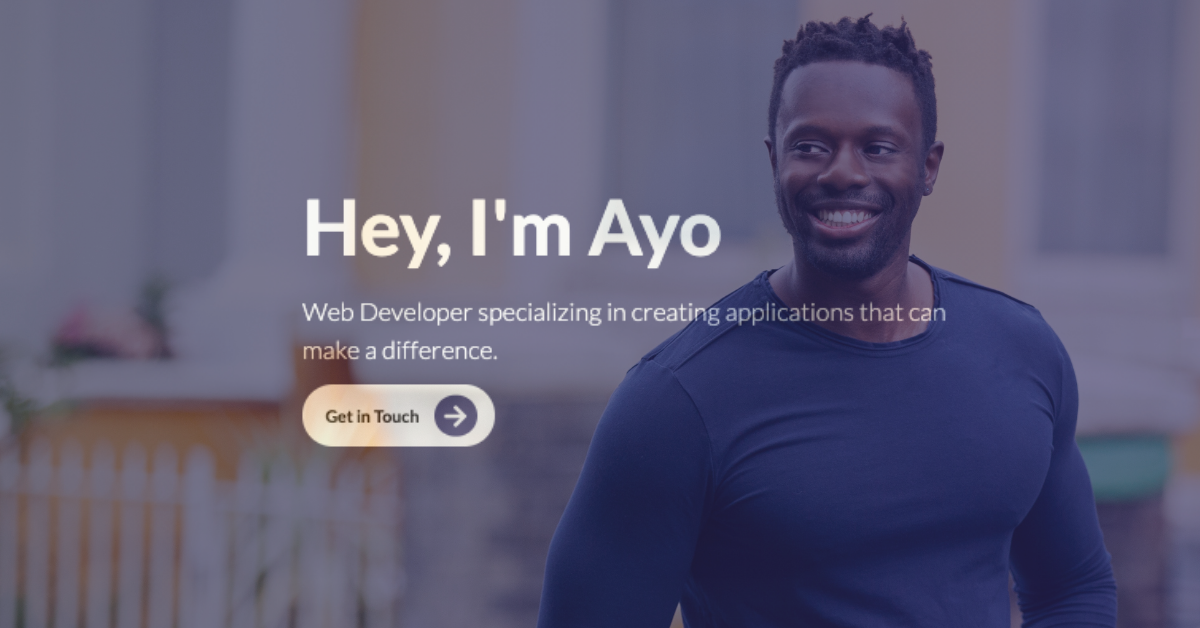 Hey, I'm Ayo
Web Developer specializing in creating applications that can
make a difference.
Get in Touch